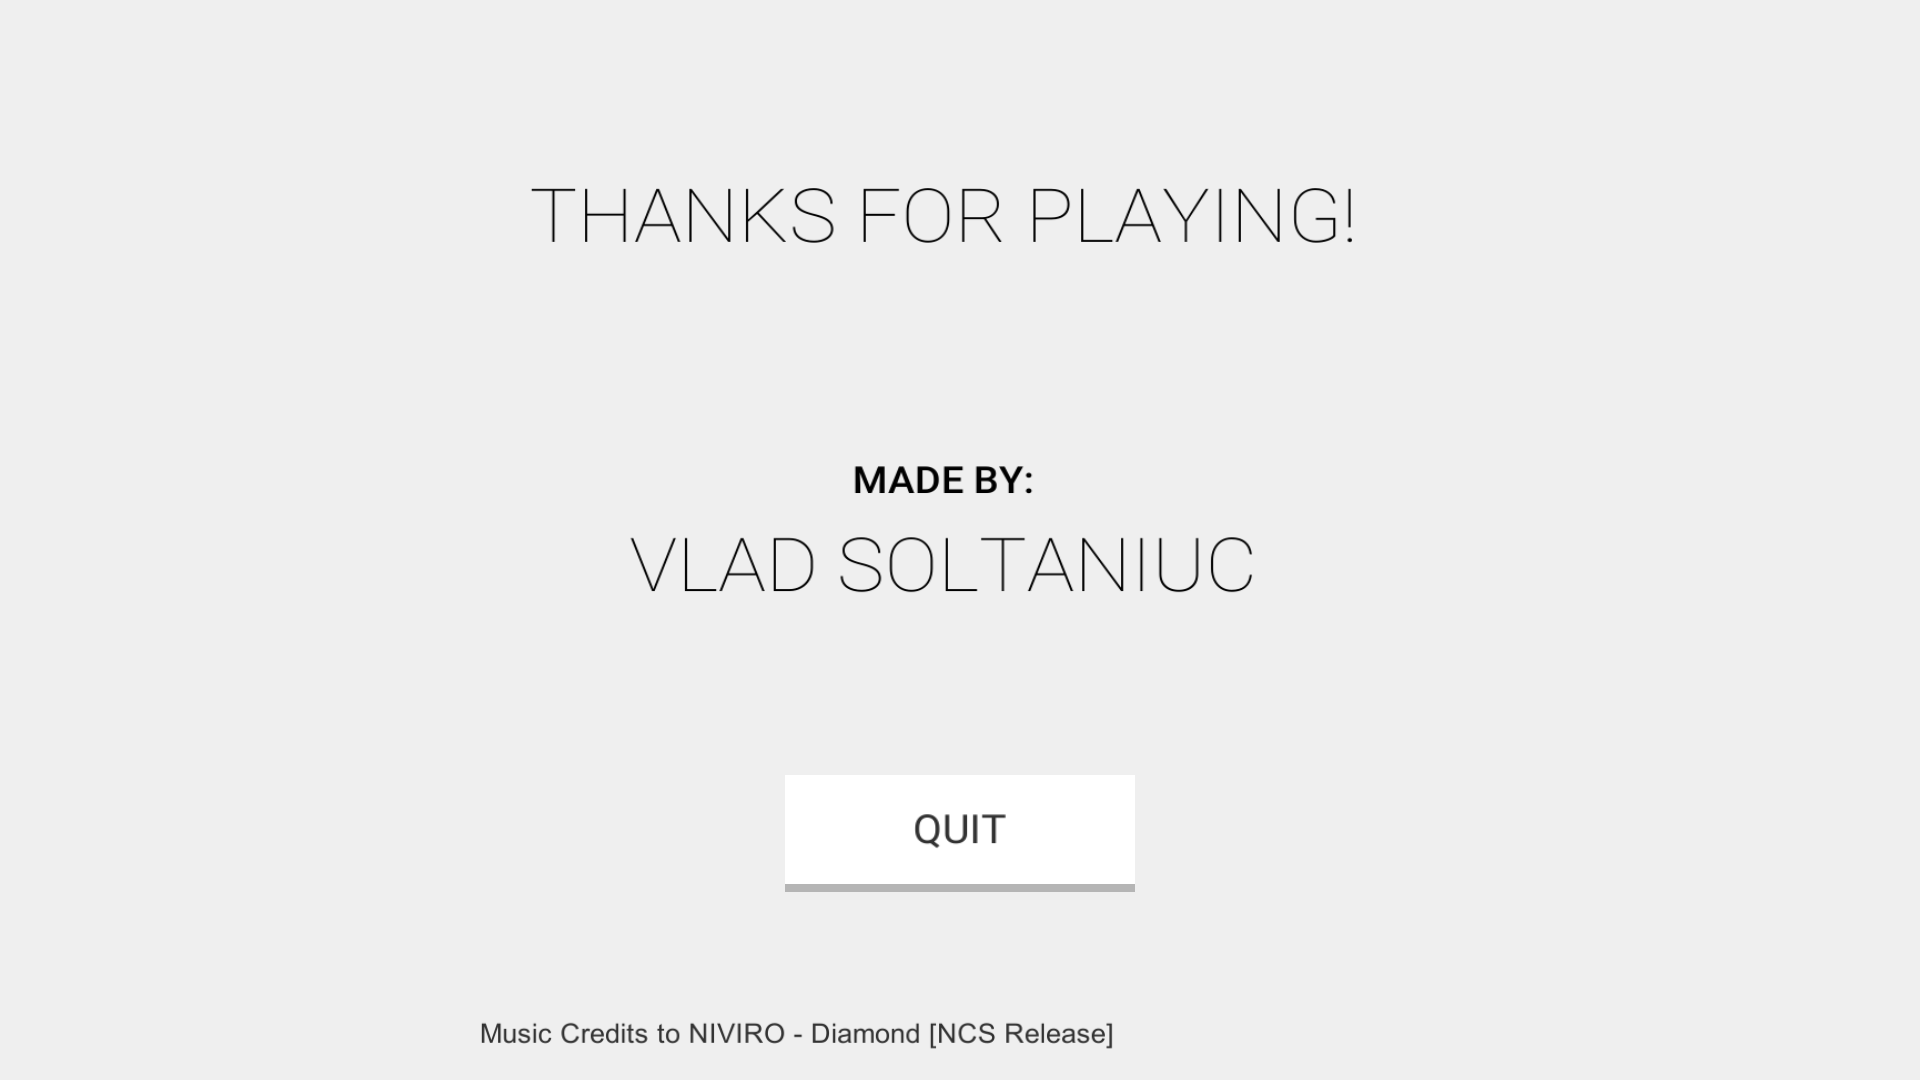 THANKS FOR PLAYING!
MADE BY:
VLAD SOLTANIUC
QUIT
Music Credits to NIVIRO - Diamond [NCS Release]